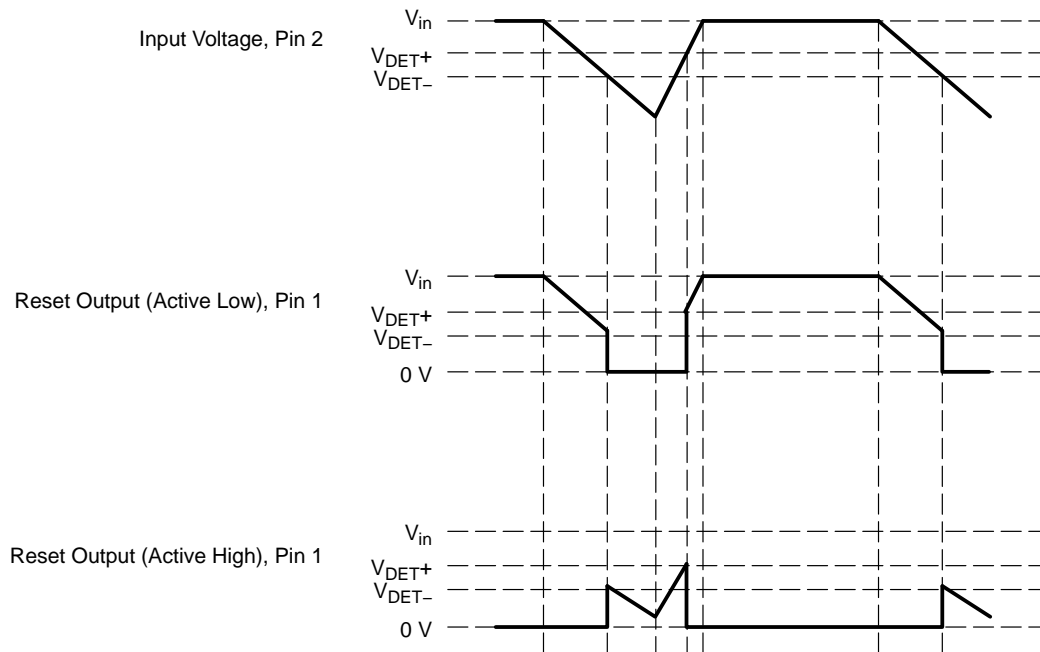 Input Voltage, Pin 2
Vin
VDET+
VDET–
Reset Output (Active Low), Pin 1
Vin
VDET+
VDET–
0 V
Reset Output (Active High), Pin 1
Vin
VDET+
VDET–
0 V